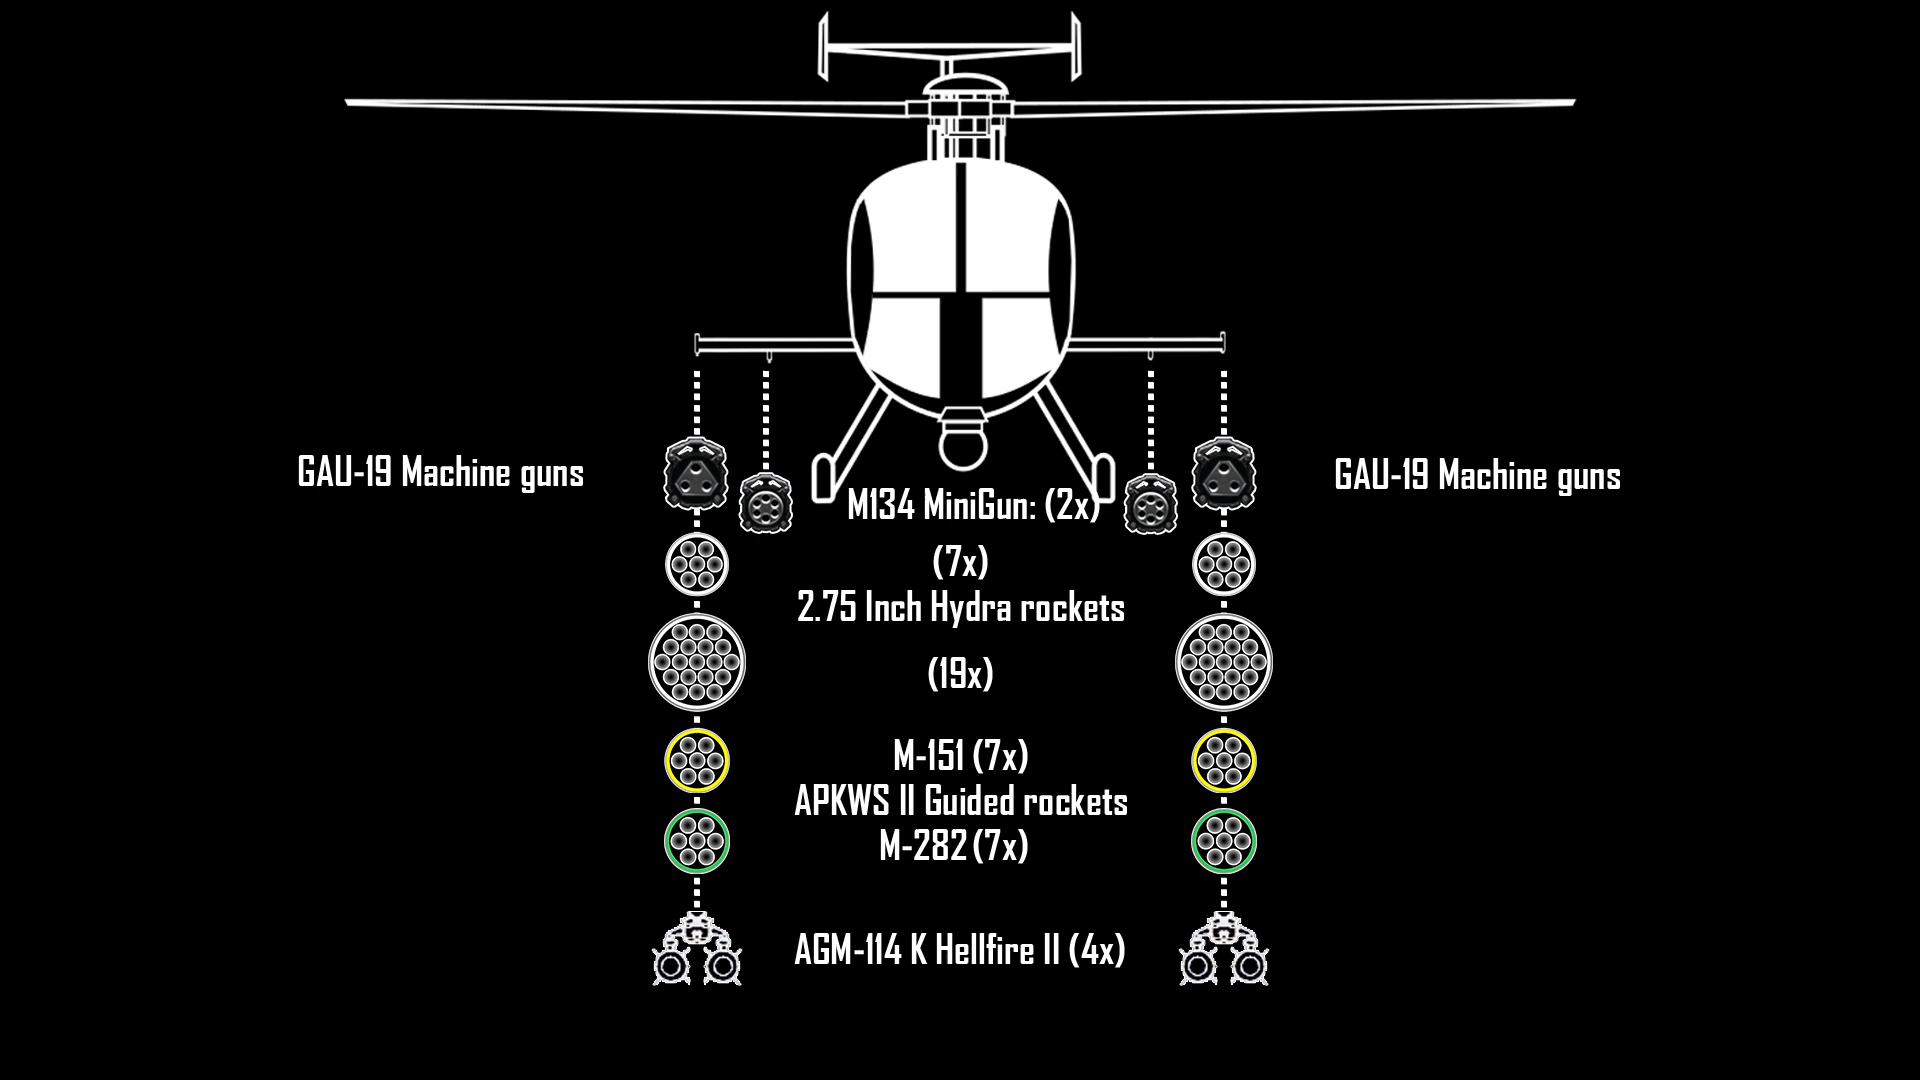 GAU-19 Machine guns
GAU-19 Machine guns
M134 MiniGun: (2x)
(7x)
2.75 Inch Hydra rockets
(19x)
M-151 (7x)
APKWS II Guided rockets
M-282 (7x)
AGM-114 K Hellfire II (4x)